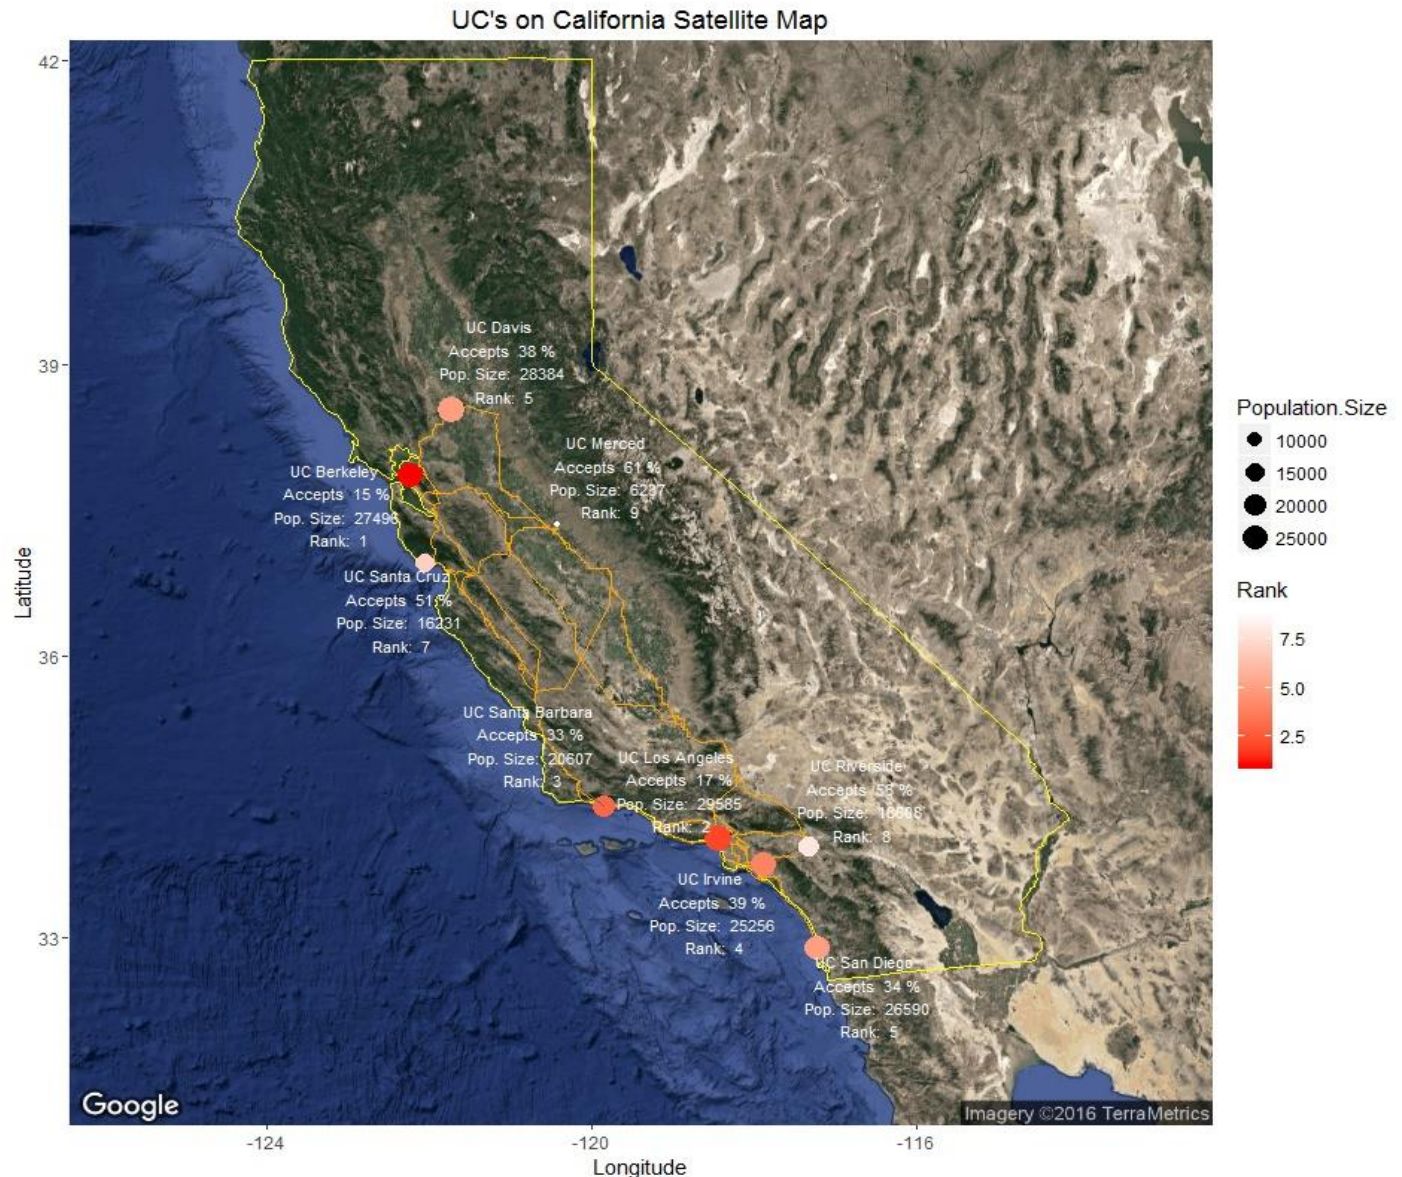 UC's on California Satellite Map
42
39
36
33
Latitude
-124
-120
-116
Longitude
UC Davis
Accepts 38 %
Pop. Size: 28384
Rank: 5
UC Merced
Accepts 61 %
Pop. Size: 6237
Rank: 9
UC Berkeley
Accepts 15 %
Pop. Size: 27496
Rank: 1
UC Santa Cruz
Accepts 51 %
Pop. Size: 16231
Rank: 7
UC Santa Barbara
Accepts 33 %
Pop. Size: 20607
Rank: 3
UC Los Angeles
Accepts 17 %
Pop. Size: 29585
Rank: 2
UC Riverside
Accepts %
Pop. Size:
Rank: 8
UC Irvine
Accepts 39 %
Pop. Size: 25256
Rank: 4
UC San Diego
Accepts 34 %
Pop. Size: 26590
Rank: 5
Google
Imagery ©2016 TerraMetrics
Population.Size
10000
15000
20000
25000
Rank
7.5
5.0
2.5